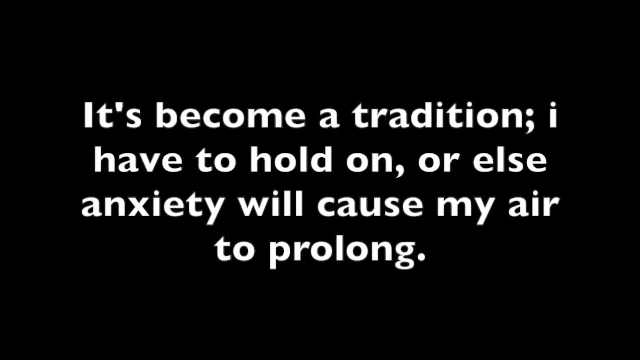 It's become a tradition; i
have to hold on, or else
anxiety will cause my air
to prolong.